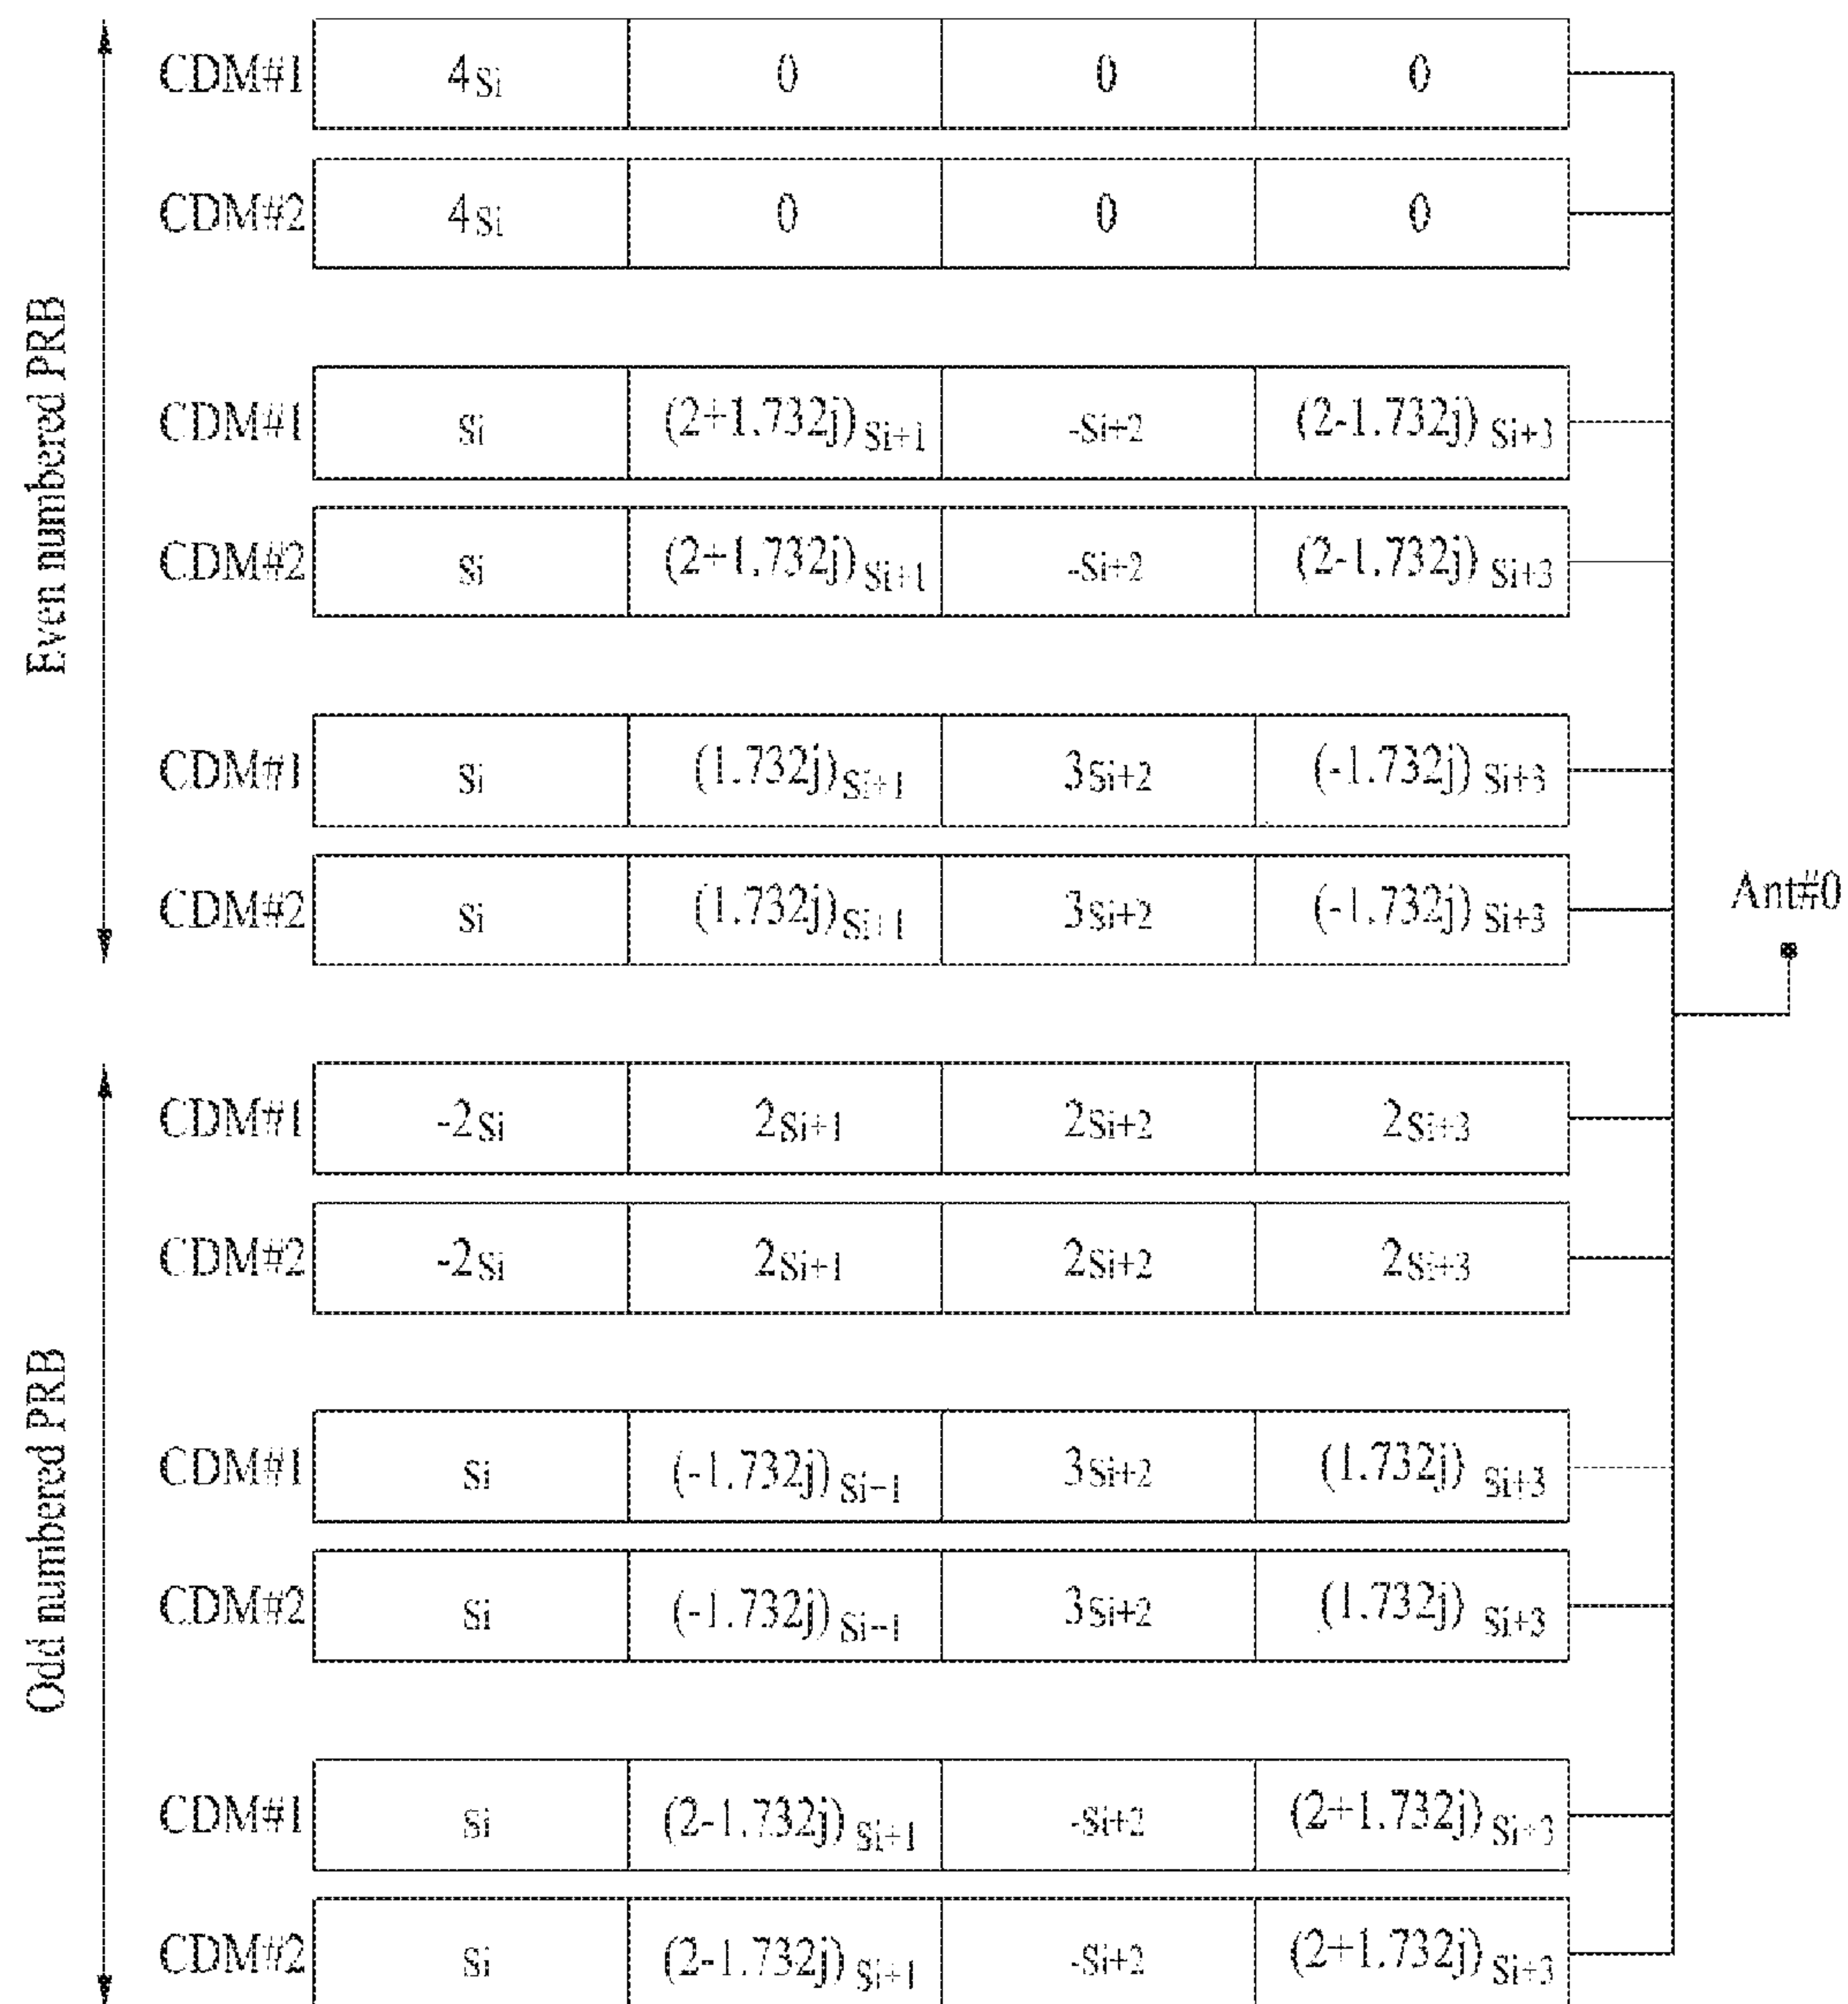 Even numbered PRB
CDM#1 4Si 0 0 0
CDM#2 4Si 0 0 0
CDM#1 Si (2+1.732j)Si+1 -Si+2 (2-1.732j) Si+3
CDM#2 Si (2+1.732j)Si+1 -Si+2 (2-1.732j) Si+3
CDM#1 Si (1.732j)Si+1 3Si+2 (-1.732j) Si+3
CDM#2 Si (1.732j)Si+1 3Si+2 (-1.732j) Si+3
Ant#0
Odd numbered PRB
CDM#1 -2Si 2Si+1 2Si+2 2Si+3
CDM#2 -2Si 2Si+1 2Si+2 2Si+3
CDM#1 Si (-1.732j) Si-1 3Si+2 (1.732j) Si+3
CDM#2 Si (-1.732j) Si-1 3Si+2 (1.732j) Si+3
CDM#1 Si (2-1.732j) Si+1 -Si+2 (2+1.732j) Si+3
CDM#2 Si (2-1.732j) Si+1 -Si+2 (2+1.732j) Si+3